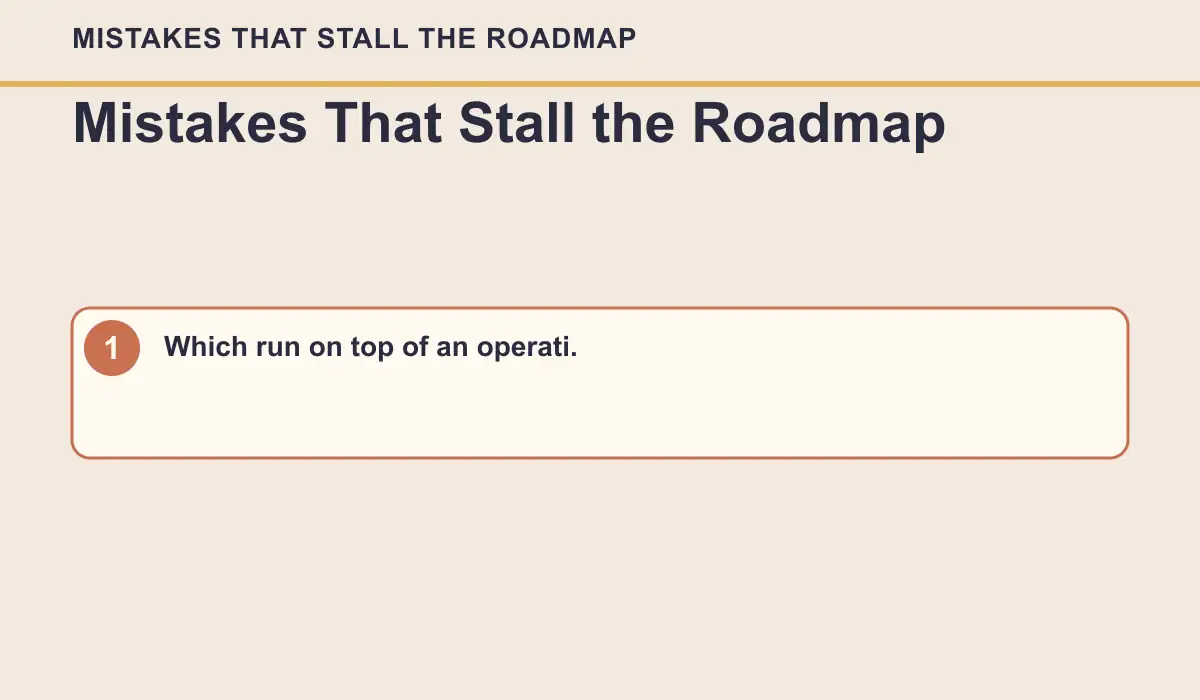 MISTAKES THAT STALL THE ROADMAP
Mistakes That Stall the Roadmap
1 Which run on top of an operati.